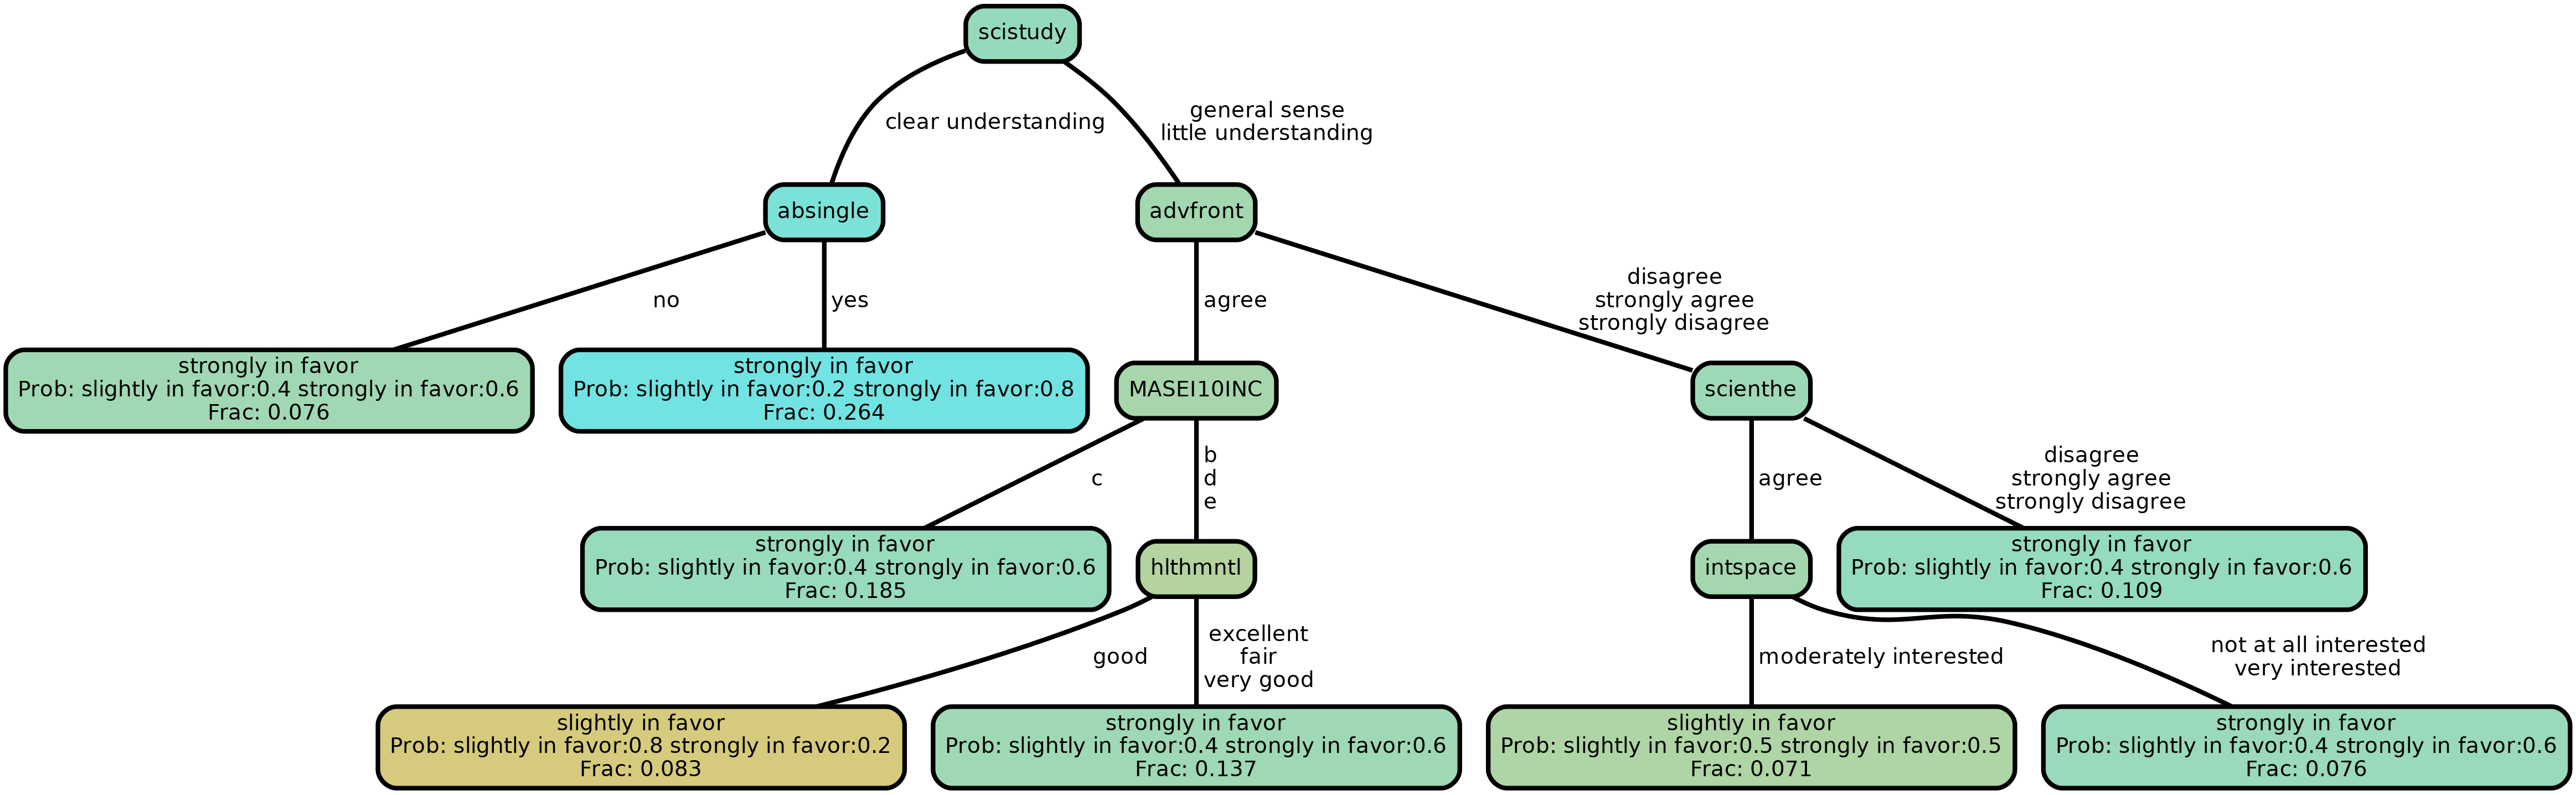 scistudy
clear understanding
general sense
little understanding
absingle
advfront
no
yes
agree
disagree
strongly agree
strongly disagree
strongly in favor
Prob: slightly in favor:0.4 strongly in favor:0.6
Frac: 0.076
strongly in favor
Prob: slightly in favor:0.2 strongly in favor:0.8
Frac: 0.264
MASEI10INC
scienthe
c
b
d
e
agree
disagree
strongly agree
strongly disagree
strongly in favor
Prob: slightly in favor:0.4 strongly in favor:0.6
Frac: 0.185
hlthmntl
intspace
strongly in favor
Prob: slightly in favor:0.4 strongly in favor:0.6
Frac: 0.109
good
excellent
fair
very good
moderately interested
not at all interested
very interested
slightly in favor
Prob: slightly in favor:0.8 strongly in favor:0.2
Frac: 0.083
strongly in favor
Prob: slightly in favor:0.4 strongly in favor:0.6
Frac: 0.137
slightly in favor
Prob: slightly in favor:0.5 strongly in favor:0.5
Frac: 0.071
strongly in favor
Prob: slightly in favor:0.4 strongly in favor:0.6
Frac: 0.076